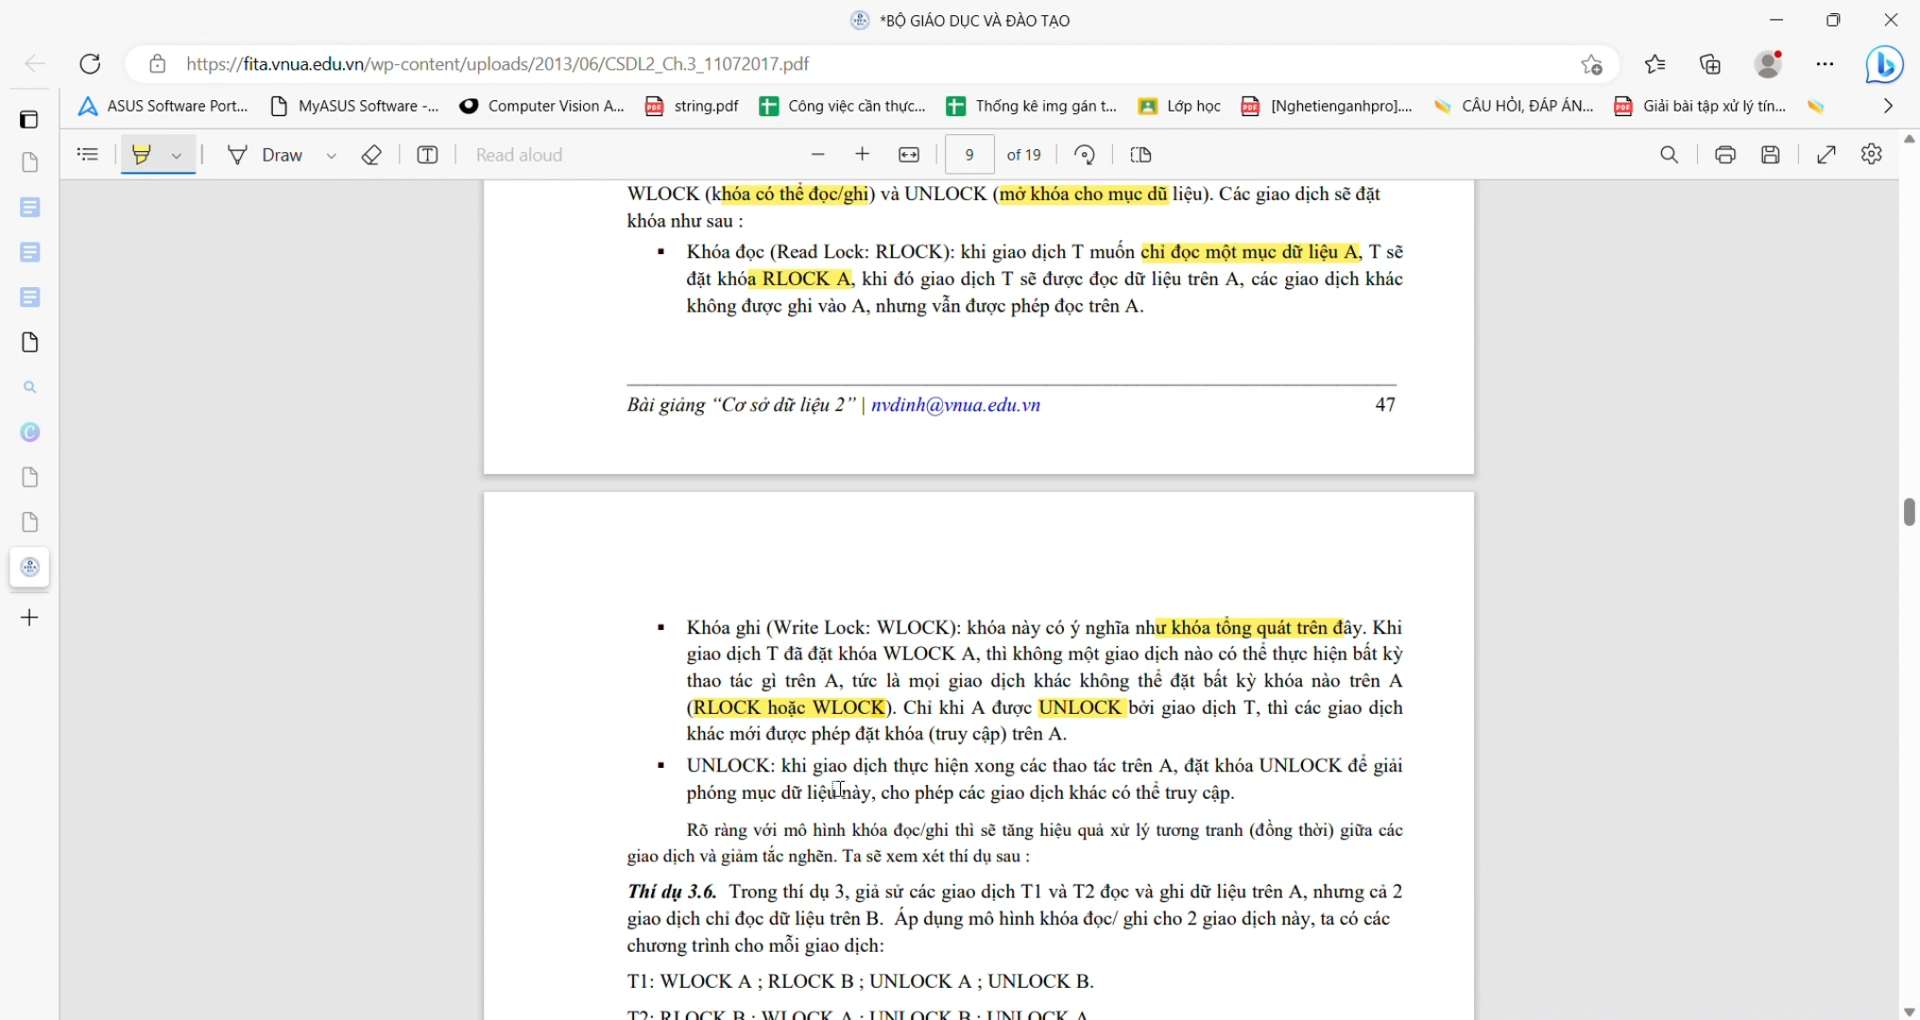 *BỘ GIÁO DỤC VÀ ĐÀO TẠO
https://fita.vnua.edu.vn/wp-content/uploads/2013/06/CSDL2_Ch.3_11072017.pdf
ASUS Software Port... MyASUS Software -... Computer Vision A... string.pdf Công việc cần thực... Thống kê img gán t... Lớp học [Nghetienganhpro].... CÂU HỎI, ĐÁP ÁN... Giải bài tập xử lý tín...
Draw Read aloud 9 of 19
WLOCK (khóa có thể đọc/ghi) và UNLOCK (mở khóa cho mục dữ liệu). Các giao dịch sẽ đặt
khóa như sau :
▪ Khóa đọc (Read Lock: RLOCK): khi giao dịch T muốn chỉ đọc một mục dữ liệu A, T sẽ
đặt khóa RLOCK A, khi đó giao dịch T sẽ được đọc dữ liệu trên A, các giao dịch khác
không được ghi vào A, nhưng vẫn được phép đọc trên A.
Bài giảng “Cơ sở dữ liệu 2” | nvdinh@vnua.edu.vn 47
▪ Khóa ghi (Write Lock: WLOCK): khóa này có ý nghĩa như khóa tổng quát trên đây. Khi
giao dịch T đã đặt khóa WLOCK A, thì không một giao dịch nào có thể thực hiện bất kỳ
thao tác gì trên A, tức là mọi giao dịch khác không thể đặt bất kỳ khóa nào trên A
(RLOCK hoặc WLOCK). Chỉ khi A được UNLOCK bởi giao dịch T, thì các giao dịch
khác mới được phép đặt khóa (truy cập) trên A.
▪ UNLOCK: khi giao dịch thực hiện xong các thao tác trên A, đặt khóa UNLOCK để giải
phóng mục dữ liệu này, cho phép các giao dịch khác có thể truy cập.
Rõ ràng với mô hình khóa đọc/ghi thì sẽ tăng hiệu quả xử lý tương tranh (đồng thời) giữa các
giao dịch và giảm tắc nghẽn. Ta sẽ xem xét thí dụ sau :
Thí dụ 3.6. Trong thí dụ 3, giả sử các giao dịch T1 và T2 đọc và ghi dữ liệu trên A, nhưng cả 2
giao dịch chỉ đọc dữ liệu trên B. Áp dụng mô hình khóa đọc/ ghi cho 2 giao dịch này, ta có các
chương trình cho mỗi giao dịch:
T1: WLOCK A ; RLOCK B ; UNLOCK A ; UNLOCK B.
T2: RLOCK B ; WLOCK A ; UNLOCK B ; UNLOCK A